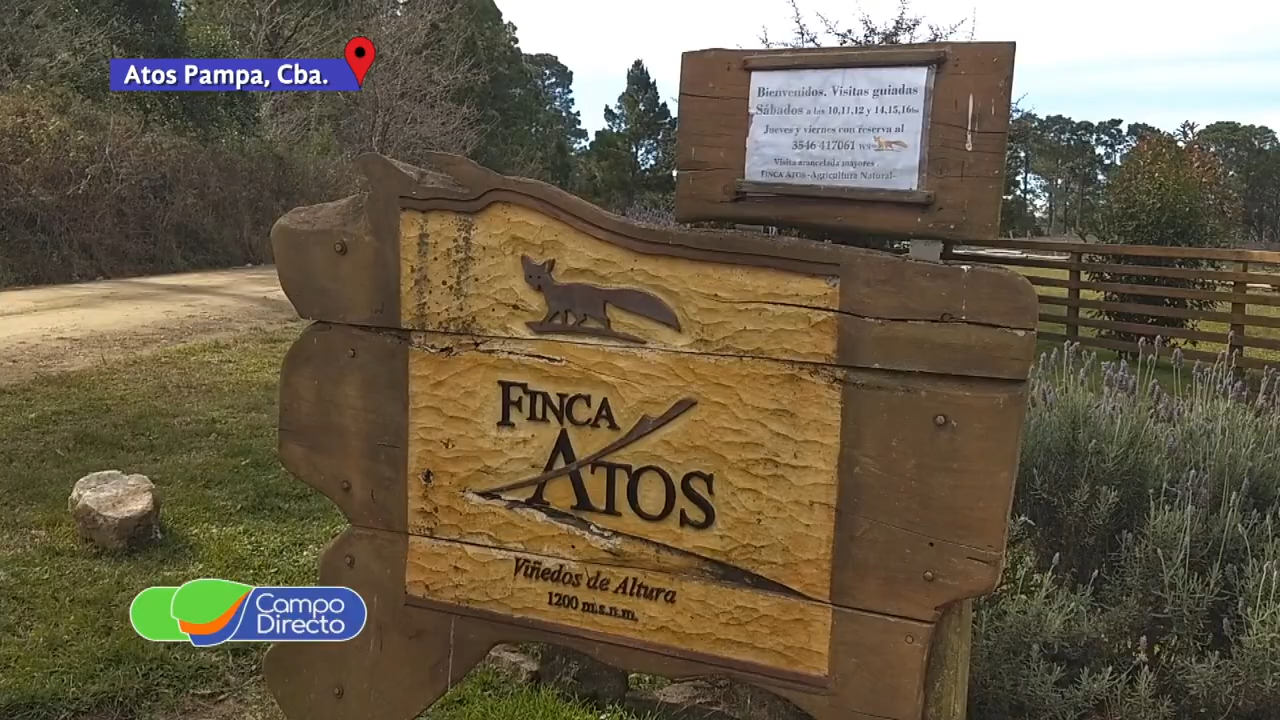 Atos Pampa, Cba.
Bienvenidos. Visitas guiadas
Sábados a las 10,11,12 y 14,15,16hs
Jueves y viernes con reserva al
3546 417061
Visita arancelada mayores
FINCA ATOS -Agricultura Natural-
FINCA
ATOS
Viñedos de Altura
1200 m.s.n.m.
Campo
Directo